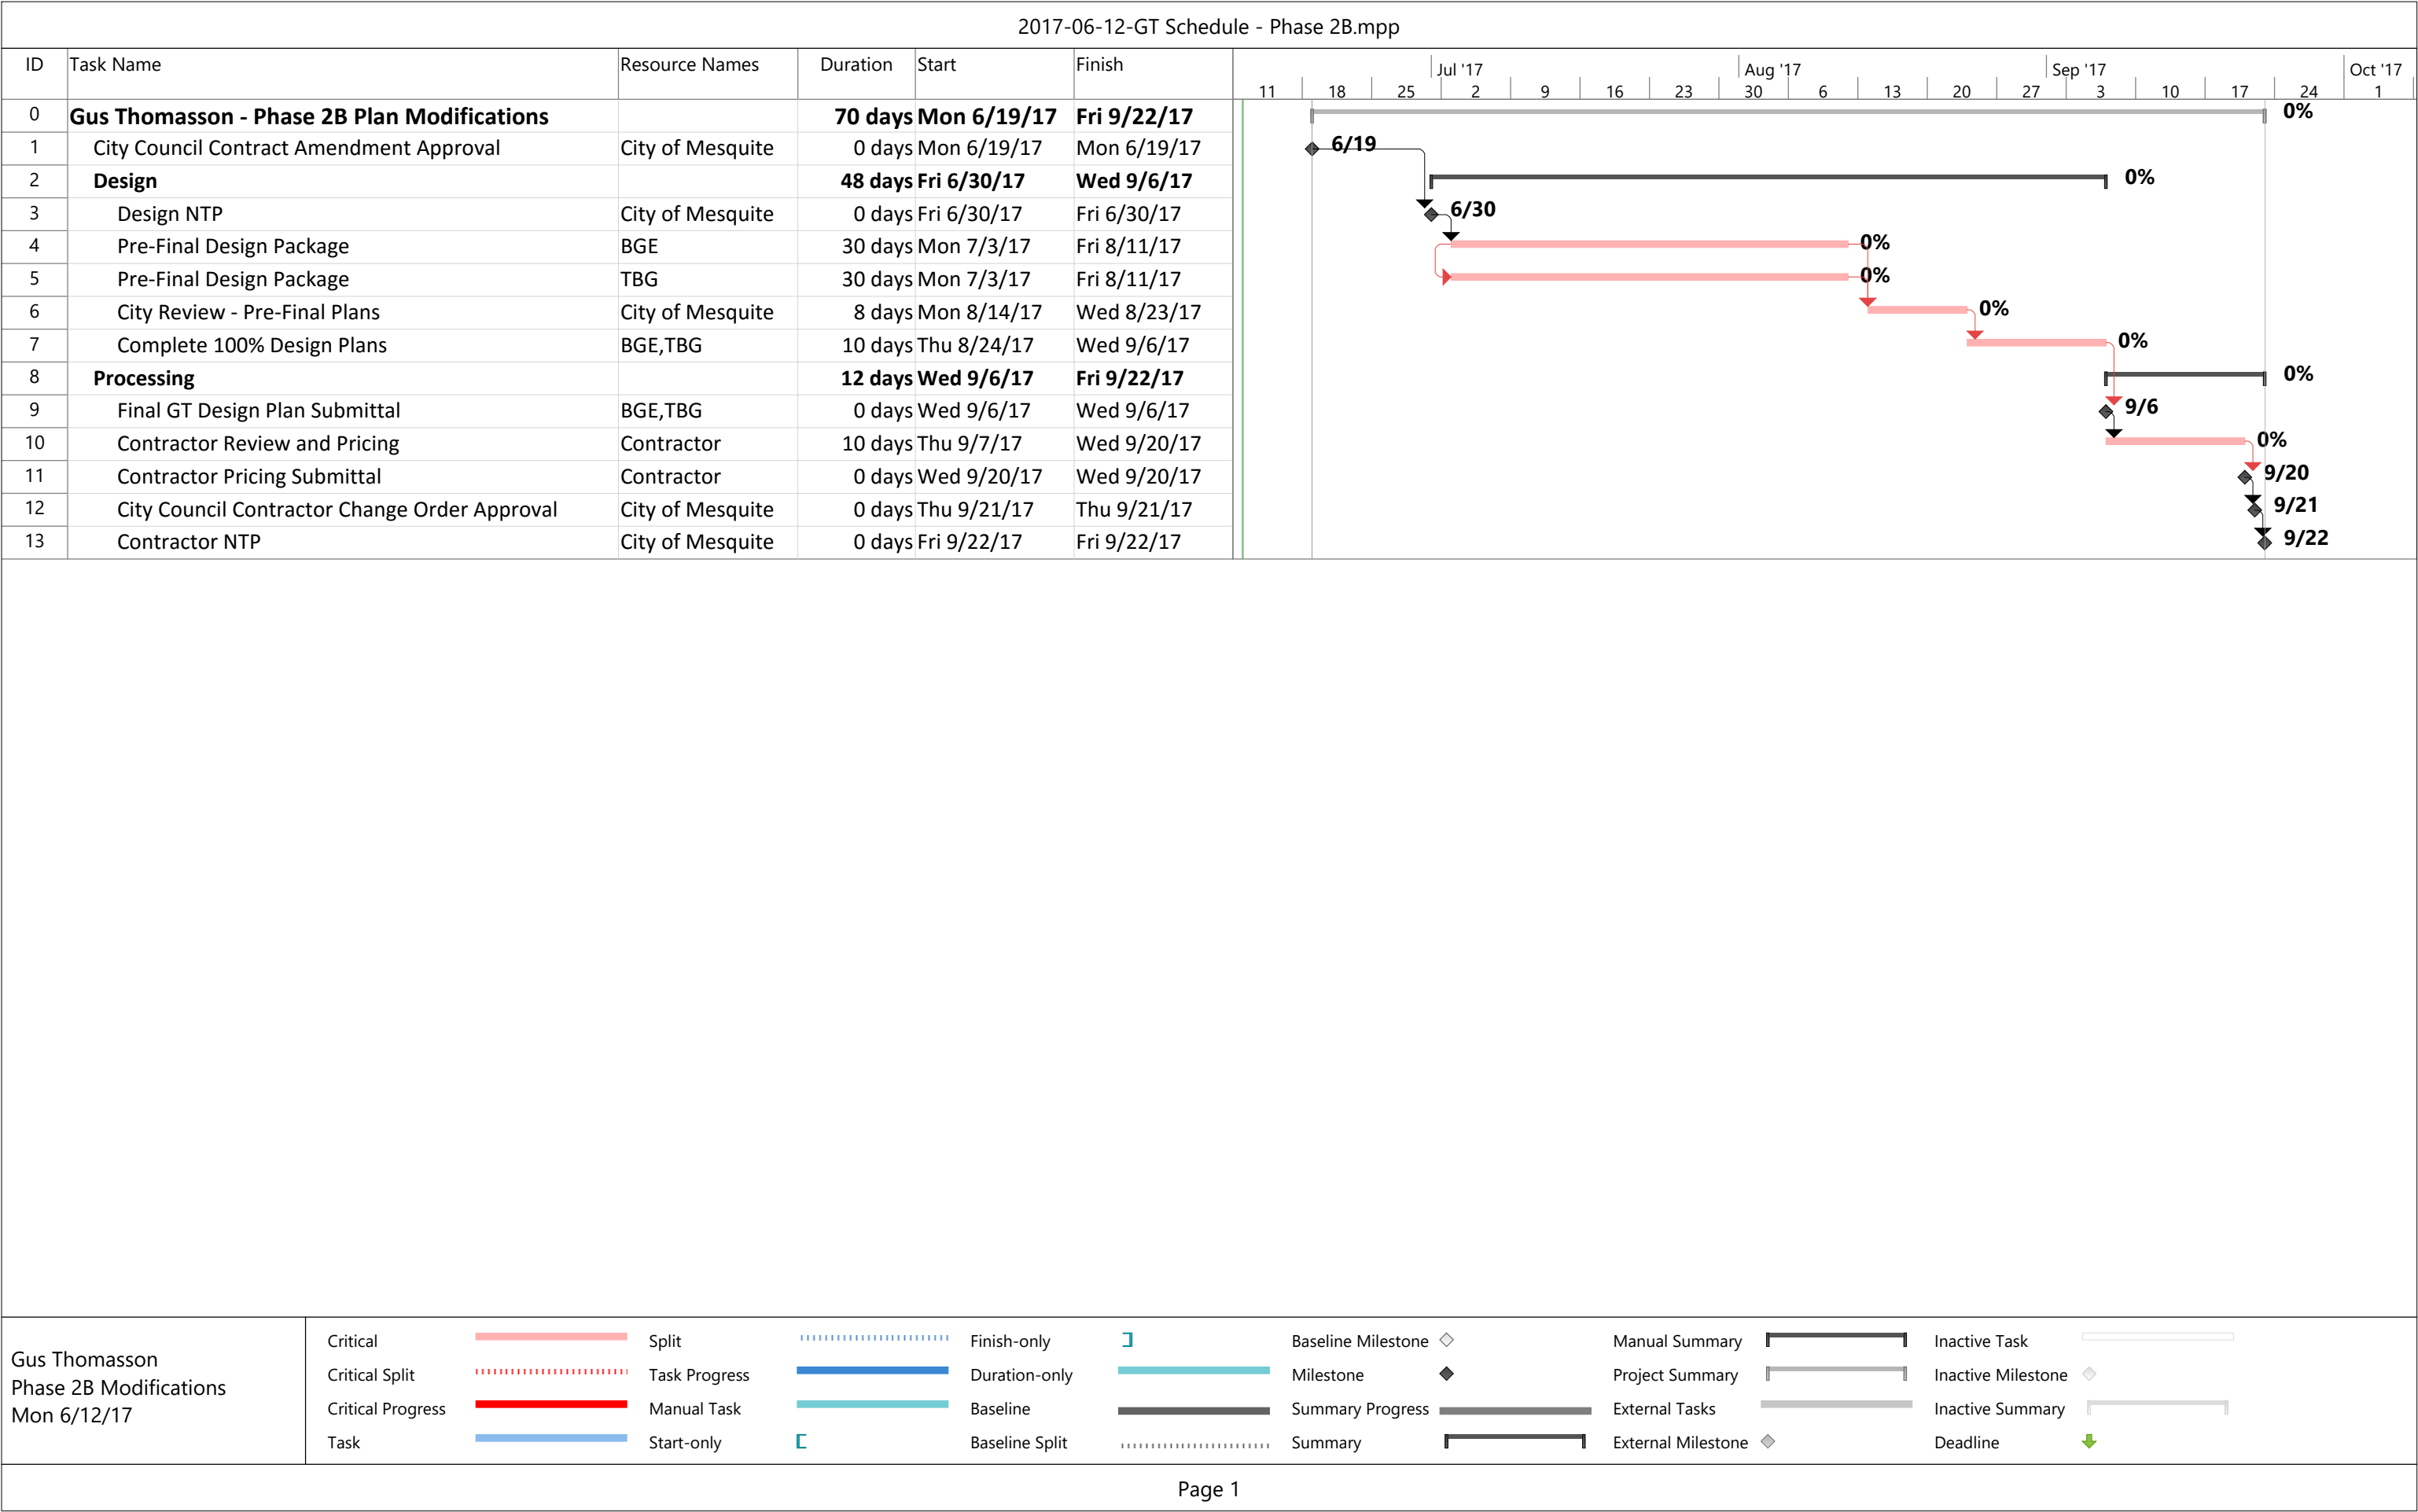 2017-06-12-GT Schedule - Phase 2B.mpp
ID Task Name Resource Names Duration Start Finish
Jul '17 Aug '17 Sep '17 Oct '17
11 18 25 2 9 16 23 30 6 13 20 27 3 10 17 24 1
0 Gus Thomasson - Phase 2B Plan Modifications 70 days Mon 6/19/17 Fri 9/22/17 0%
1 City Council Contract Amendment Approval City of Mesquite 0 days Mon 6/19/17 Mon 6/19/17 6/19
2 Design 48 days Fri 6/30/17 Wed 9/6/17 0%
3 Design NTP City of Mesquite 0 days Fri 6/30/17 Fri 6/30/17 6/30
4 Pre-Final Design Package BGE 30 days Mon 7/3/17 Fri 8/11/17 0%
5 Pre-Final Design Package TBG 30 days Mon 7/3/17 Fri 8/11/17 0%
6 City Review - Pre-Final Plans City of Mesquite 8 days Mon 8/14/17 Wed 8/23/17 0%
7 Complete 100% Design Plans BGE,TBG 10 days Thu 8/24/17 Wed 9/6/17 0%
8 Processing 12 days Wed 9/6/17 Fri 9/22/17 0%
9 Final GT Design Plan Submittal BGE,TBG 0 days Wed 9/6/17 Wed 9/6/17 9/6
10 Contractor Review and Pricing Contractor 10 days Thu 9/7/17 Wed 9/20/17 0%
11 Contractor Pricing Submittal Contractor 0 days Wed 9/20/17 Wed 9/20/17 9/20
12 City Council Contractor Change Order Approval City of Mesquite 0 days Thu 9/21/17 Thu 9/21/17 9/21
13 Contractor NTP City of Mesquite 0 days Fri 9/22/17 Fri 9/22/17 9/22
Gus Thomasson
Phase 2B Modifications
Mon 6/12/17
Critical Split Finish-only Baseline Milestone Manual Summary Inactive Task
Critical Split Task Progress Duration-only Milestone Project Summary Inactive Milestone
Critical Progress Manual Task Baseline Summary Progress External Tasks Inactive Summary
Task Start-only Baseline Split Summary External Milestone Deadline
Page 1